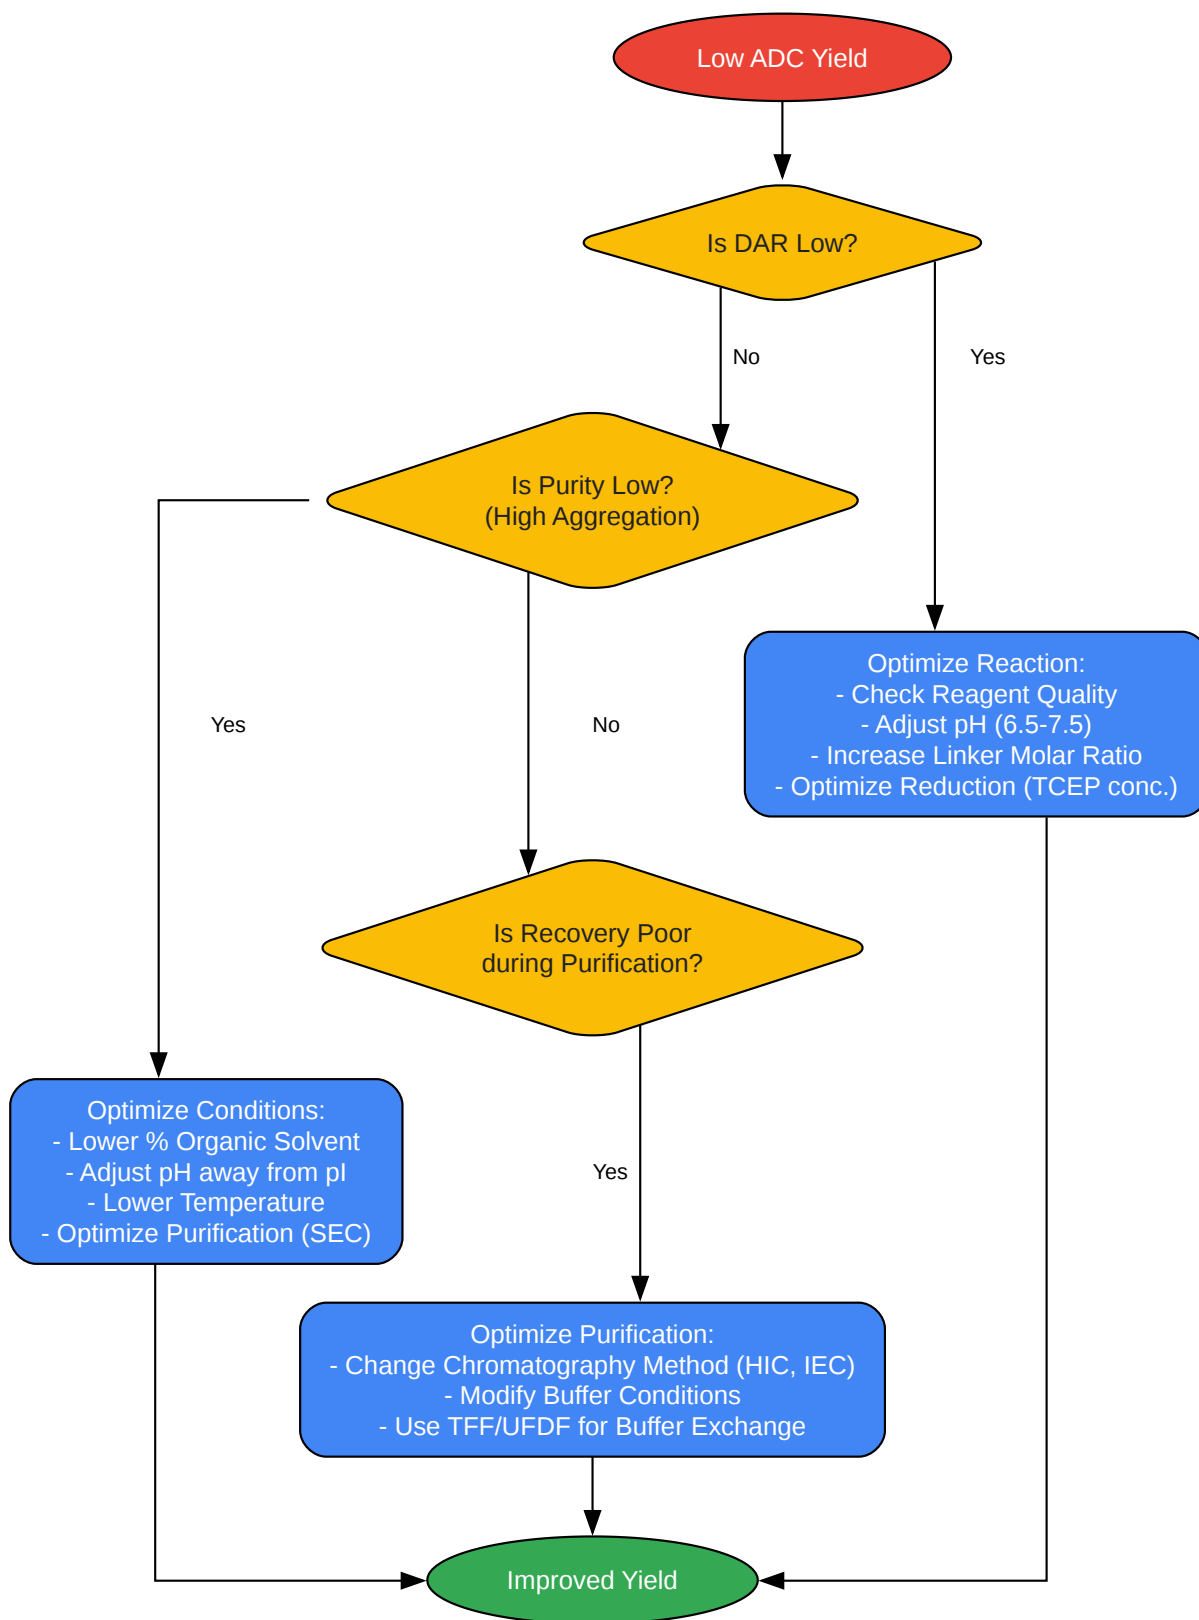 Low ADC Yield
Is DAR Low?
No
Yes
Is Purity Low?
(High Aggregation)
Optimize Reaction:
- Check Reagent Quality
- Adjust pH (6.5-7.5)
- Increase Linker Molar Ratio
- Optimize Reduction (TCEP conc.)
Yes
No
Is Recovery Poor
during Purification?
Optimize Conditions:
- Lower % Organic Solvent
- Adjust pH away from pI
- Lower Temperature
- Optimize Purification (SEC)
Yes
Optimize Purification:
- Change Chromatography Method (HIC, IEC)
- Modify Buffer Conditions
- Use TFF/UFDF for Buffer Exchange
Improved Yield